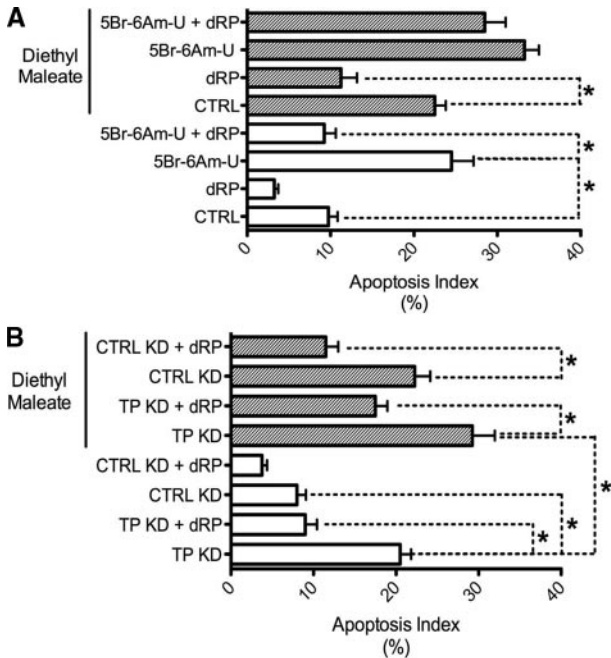 A
Diethyl
Maleate
5Br-6Am-U + dRP
5Br-6Am-U
dRP
CTRL
5Br-6Am-U + dRP
5Br-6Am-U
dRP
CTRL
*
*
*
0 10 20 30 40
Apoptosis Index
(%)
B
Diethyl
Maleate
CTRL KD + dRP
CTRL KD
TP KD + dRP
TP KD
CTRL KD + dRP
CTRL KD
TP KD + dRP
TP KD
*
*
*
*
*
0 10 20 30 40
Apoptosis Index
(%)